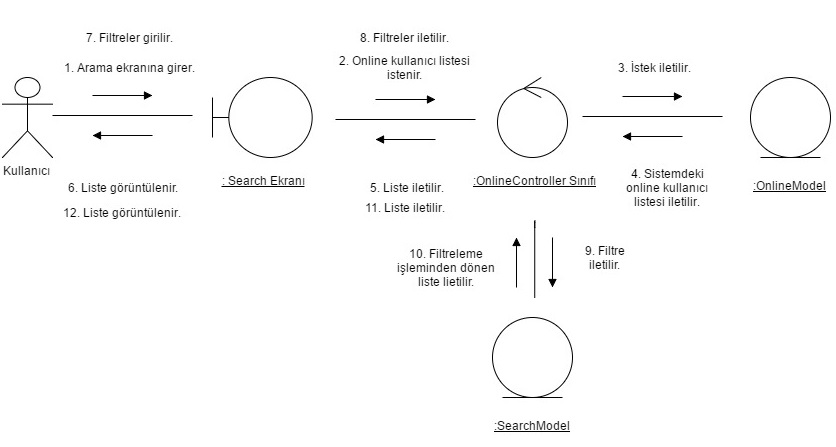 7. Filtreler girilir.
1. Arama ekranına girer.
8. Filtreler iletilir.
2. Online kullanıcı listesi
istenir.
3. İstek iletilir.
Kullanıcı
: Search Ekranı
:OnlineController Sınıfı
:OnlineModel
6. Liste görüntülenir.
12. Liste görüntülenir.
5. Liste iletilir.
11. Liste iletilir.
4. Sistemdeki
online kullanıcı
listesi iletilir.
10. Filtreleme
işleminden dönen
liste lietilir.
9. Filtre
iletilir.
:SearchModel